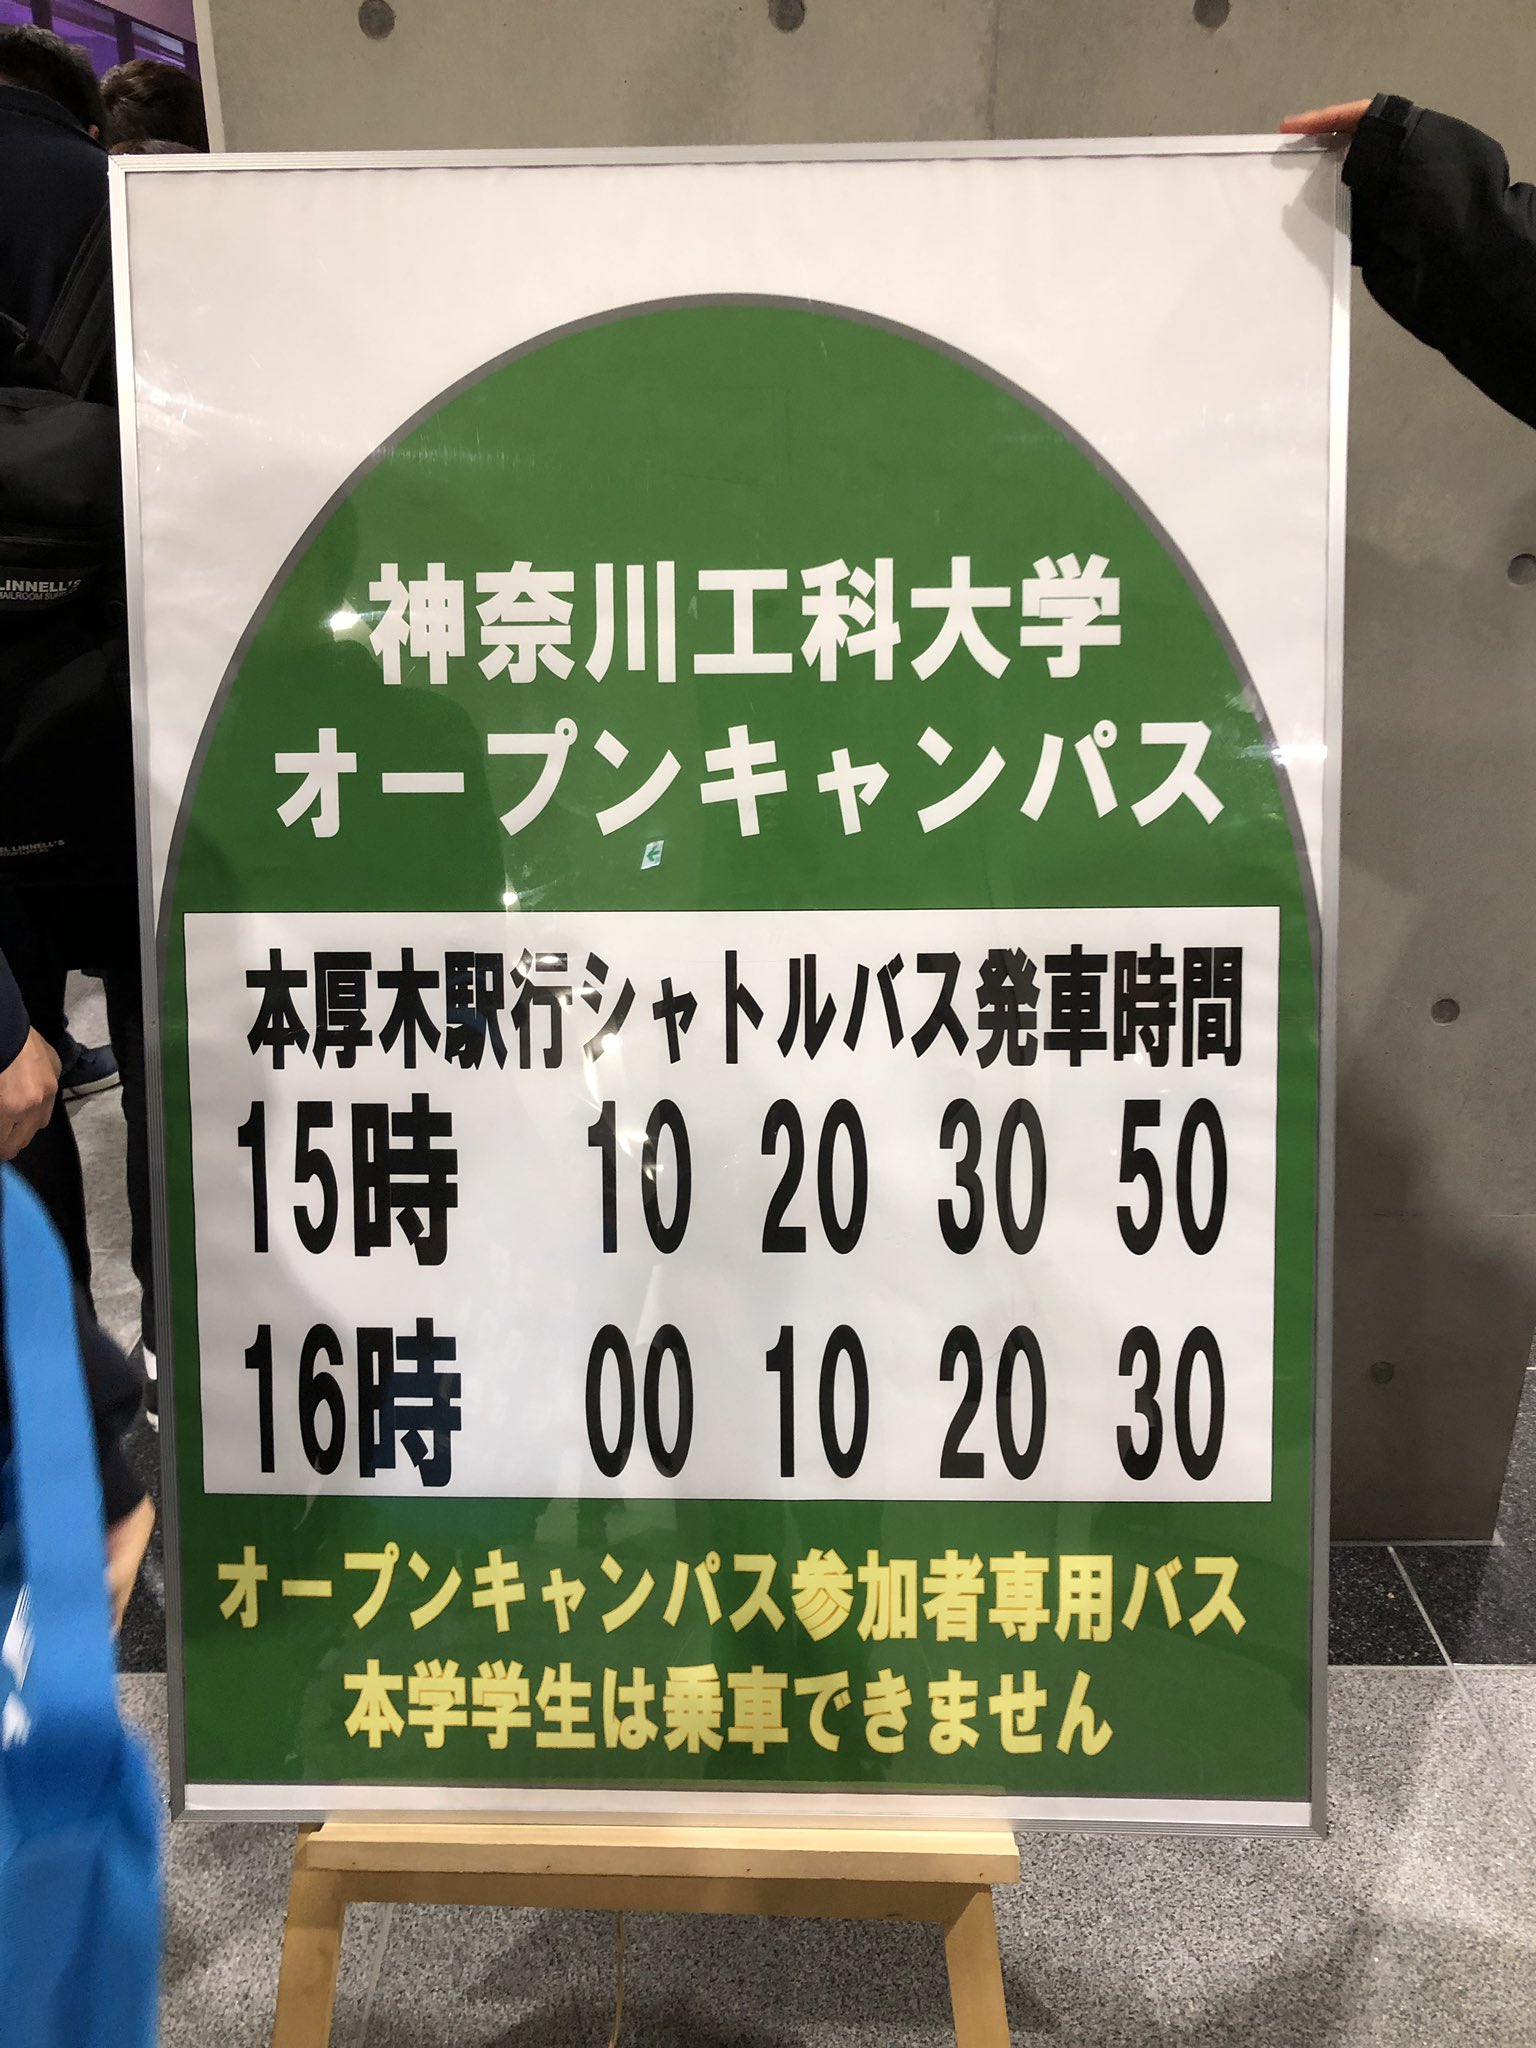 神奈川工科大学
オープンキャンパス
本厚木駅行シャトルバス発車時間
15時 10 20 30 50
16時 00 10 20 30
オープンキャンパス参加者専用バス
本学学生は乗車できません
LINNELL'S
EL LINNELL'S